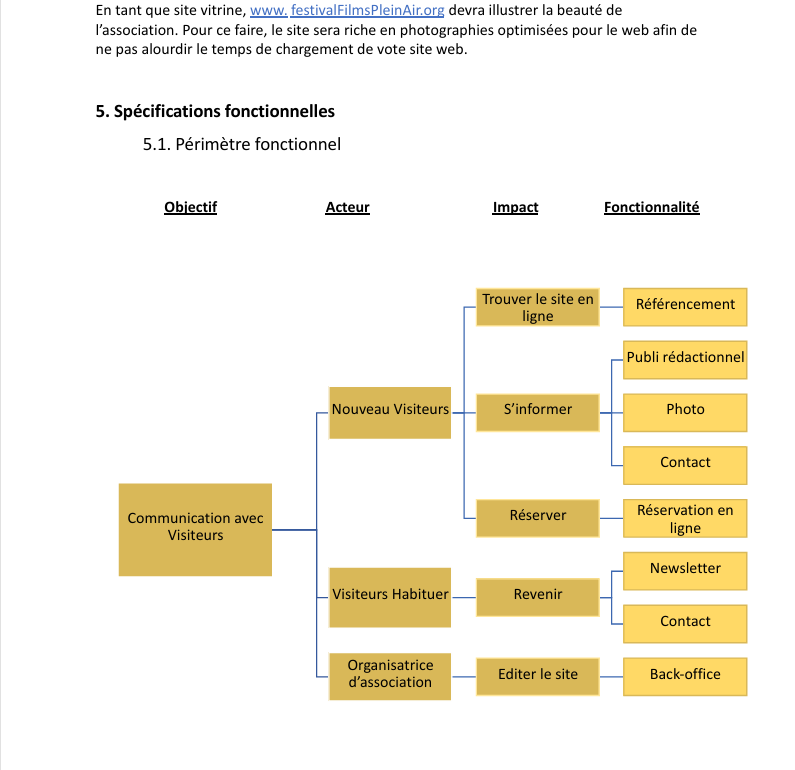 En tant que site vitrine, www. festivalFilmsPleinAir.org devra illustrer la beauté de
l’association. Pour ce faire, le site sera riche en photographies optimisées pour le web afin de
ne pas alourdir le temps de chargement de vote site web.
5. Spécifications fonctionnelles
5.1. Périmètre fonctionnel
Objectif Acteur Impact Fonctionnalité
Communication avec
Visiteurs
Nouveau Visiteurs
Trouver le site en
ligne
Référencement
S’informer
Publi rédactionnel
Photo
Contact
Réserver
Réservation en
ligne
Visiteurs Habituer
Revenir
Newsletter
Contact
Organisatrice
d’association
Editer le site
Back-office